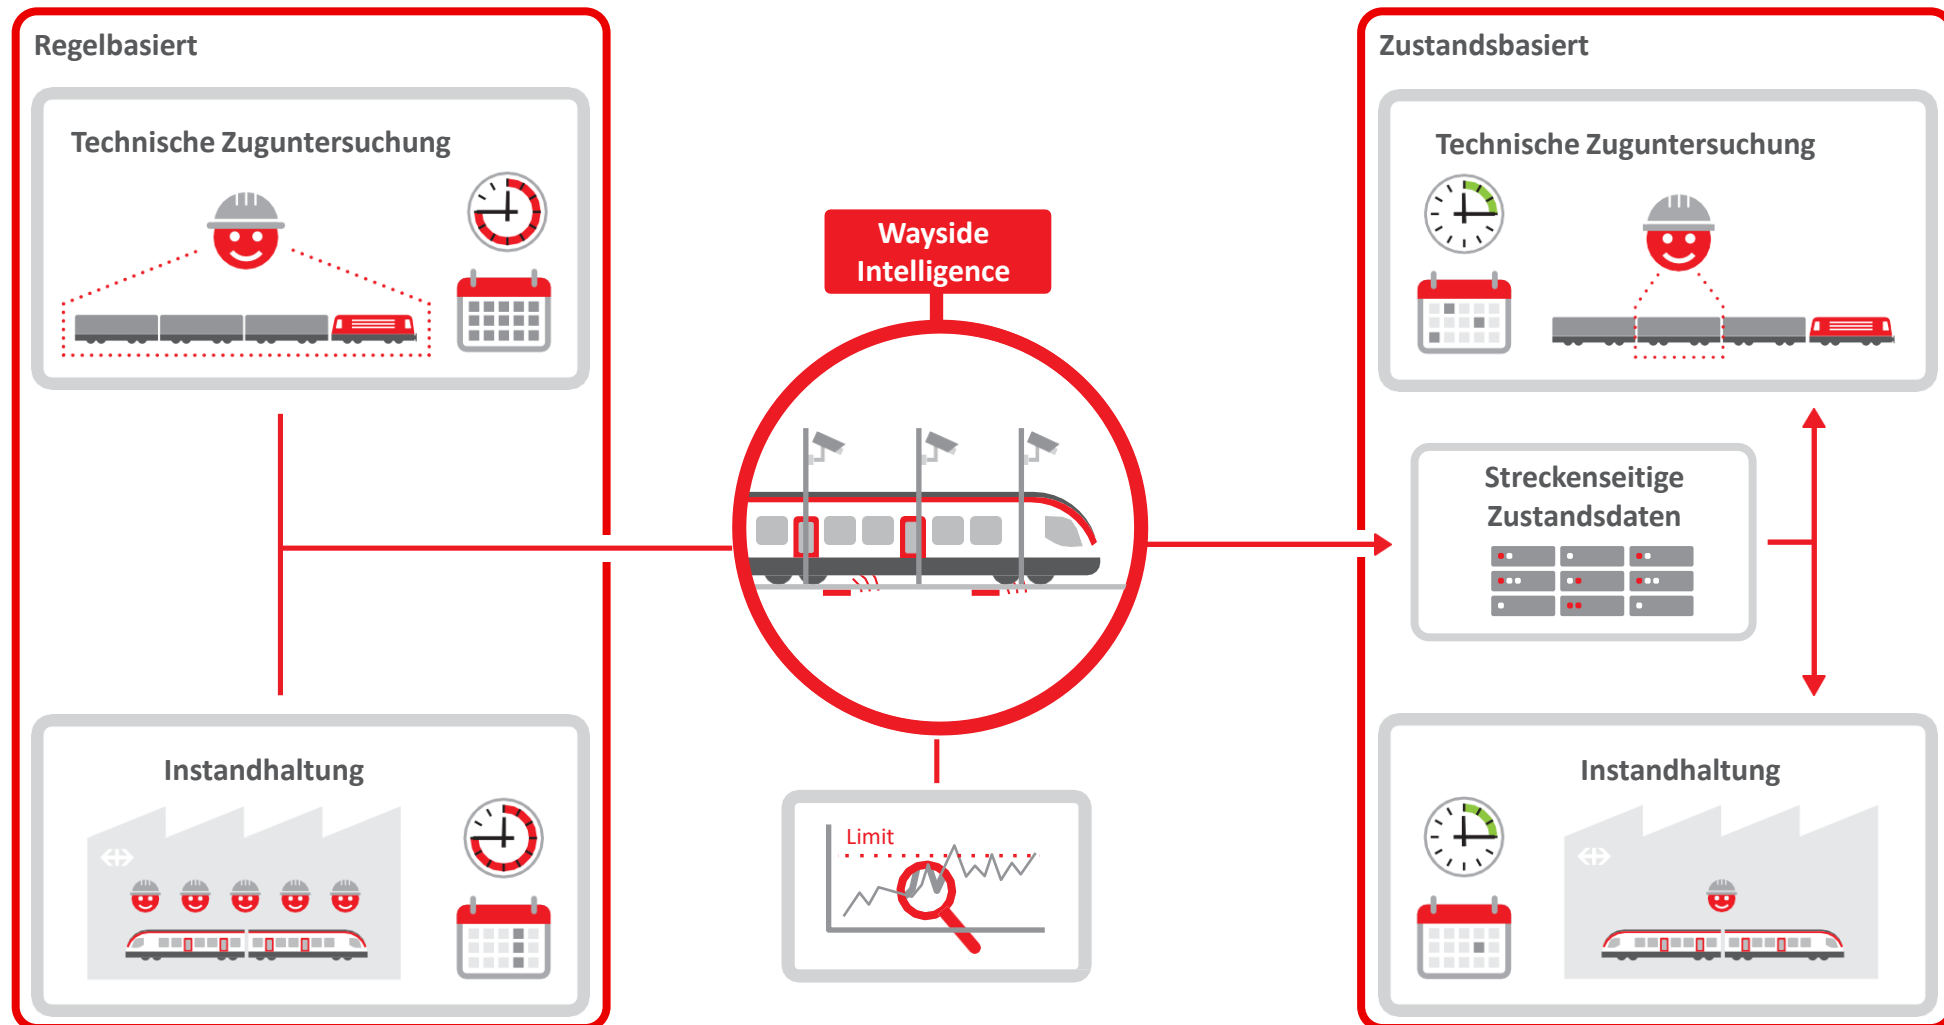 Regelbasiert
Technische Zuguntersuchung
Instandhaltung
Wayside
Intelligence
Limit
Zustandsbasiert
Technische Zuguntersuchung
Streckenseitige
Zustandsdaten
Instandhaltung